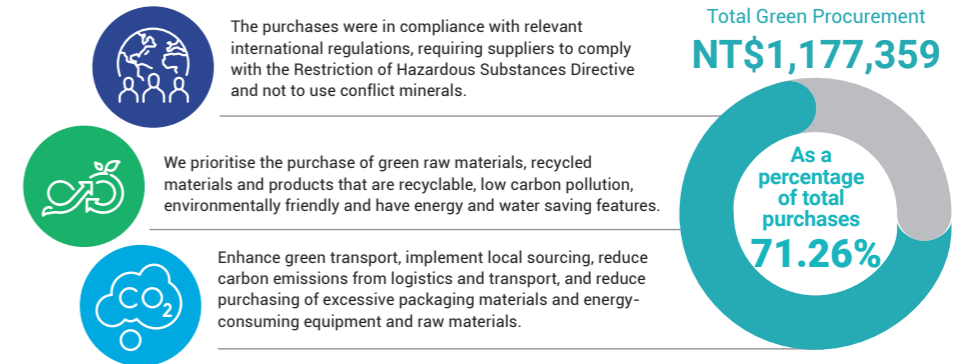 The purchases were in compliance with relevant
international regulations, requiring suppliers to comply
with the Restriction of Hazardous Substances Directive
and not to use conflict minerals.
We prioritise the purchase of green raw materials, recycled
materials and products that are recyclable, low carbon pollution,
environmentally friendly and have energy and water saving features.
CO2
Enhance green transport, implement local sourcing, reduce
carbon emissions from logistics and transport, and reduce
purchasing of excessive packaging materials and energy-
consuming equipment and raw materials.
Total Green Procurement
NT$1,177,359
As a
percentage
of total
purchases
71.26%